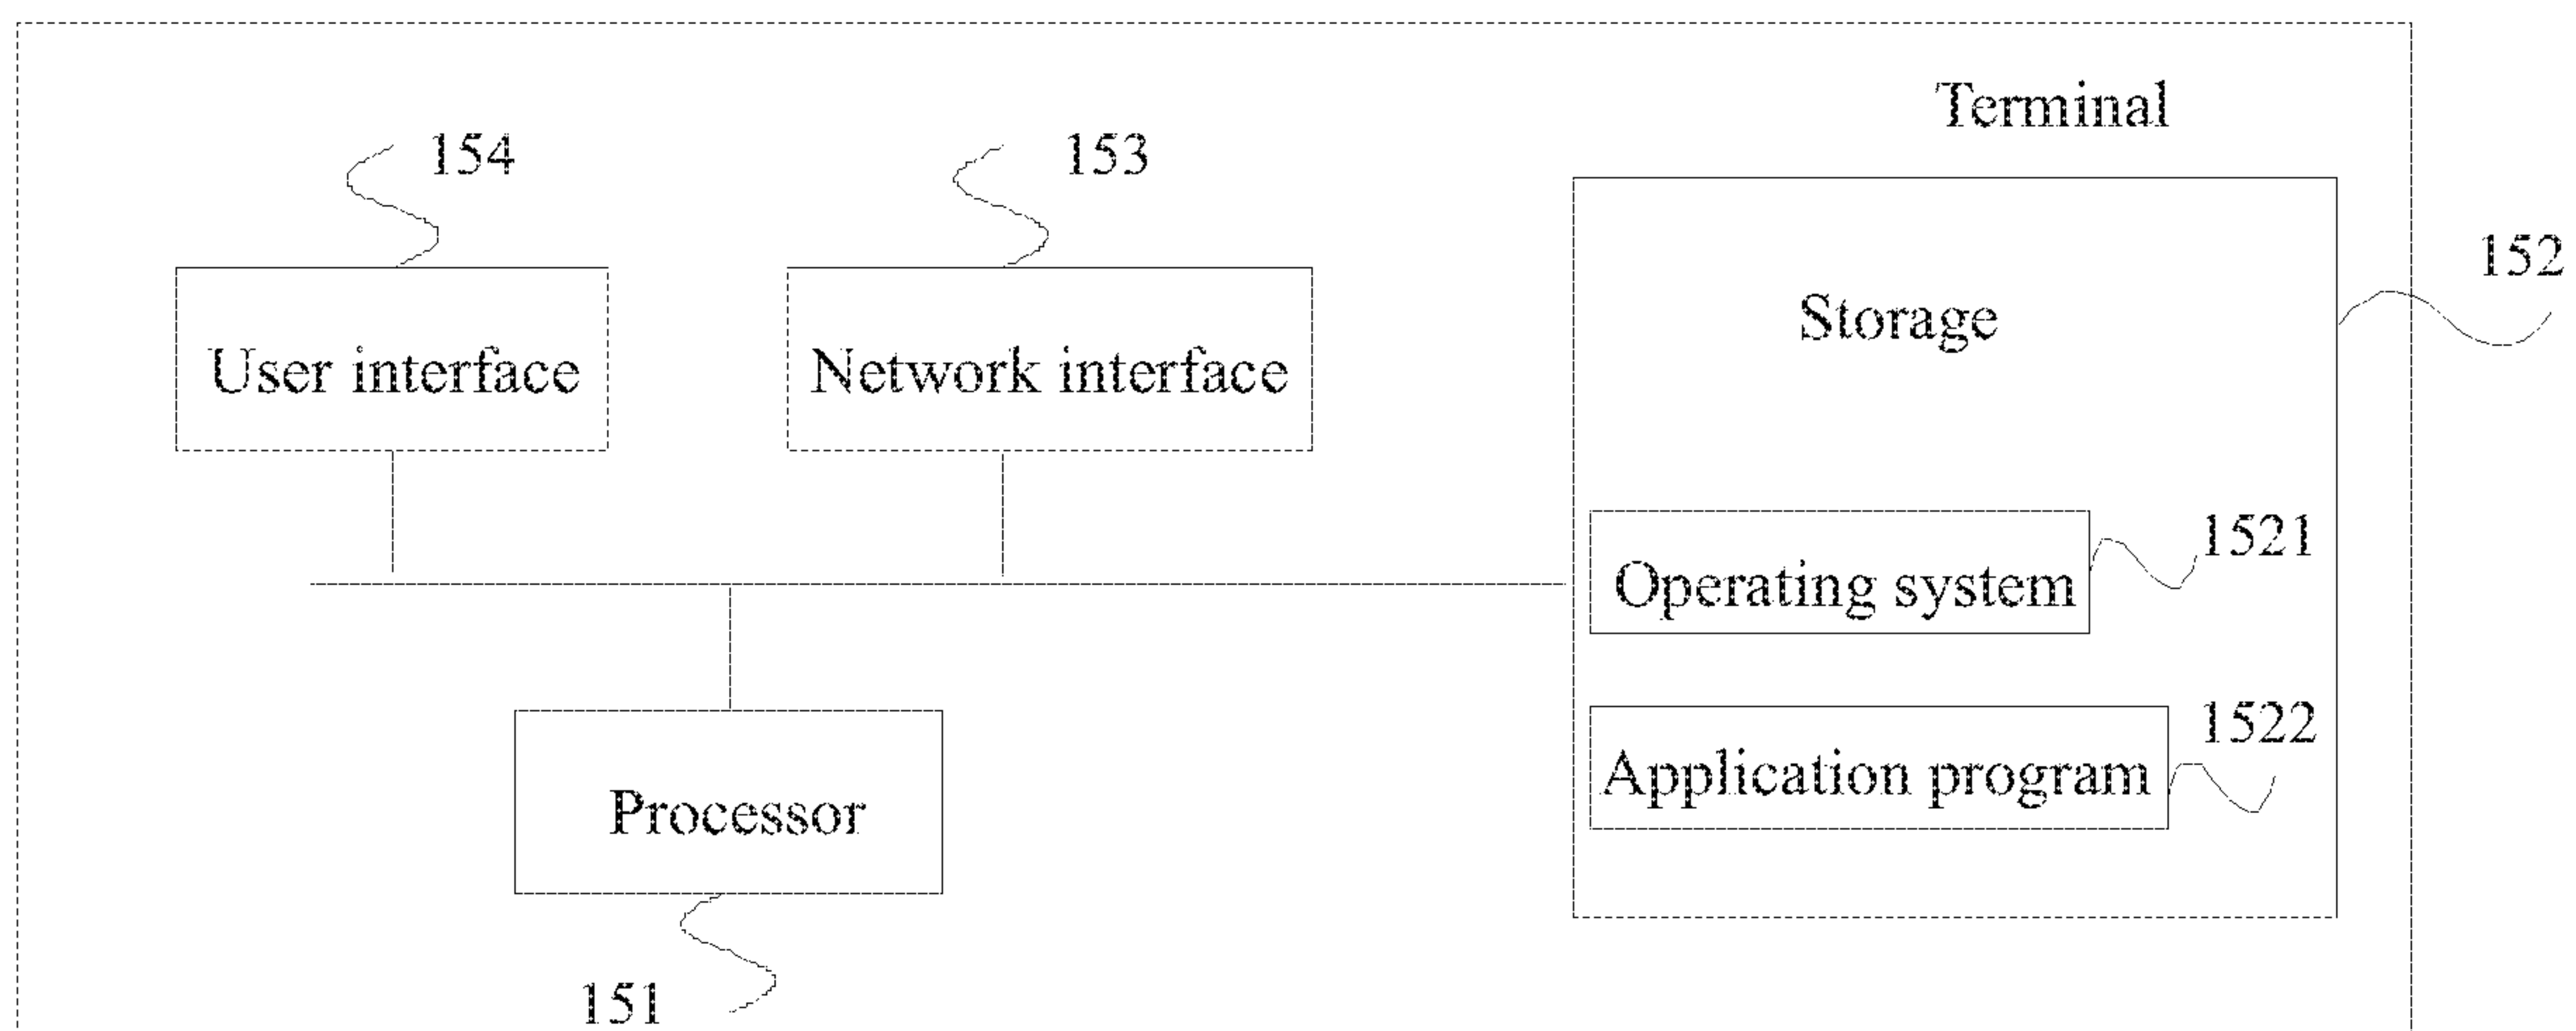 Terminal
154
153
152
User interface
Network interface
Storage
1521
Operating system
1522
Application program
Processor
151